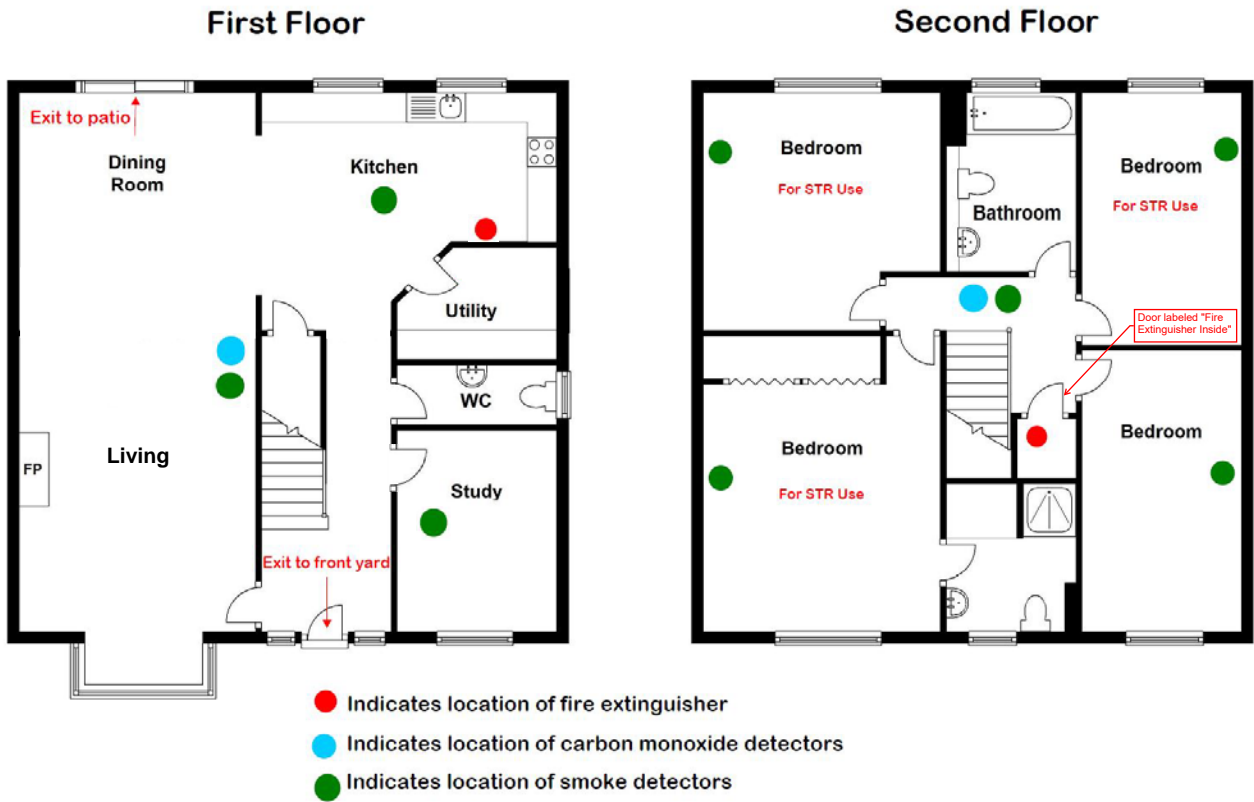 First Floor
Exit to patio
Dining
Room
Kitchen
Utility
WC
Living
FP
Study
Exit to front yard
Second Floor
Bedroom
For STR Use
Bathroom
Bedroom
For STR Use
Door labeled "Fire
Extinguisher Inside"
Bedroom
For STR Use
Bedroom
Indicates location of fire extinguisher
Indicates location of carbon monoxide detectors
Indicates location of smoke detectors